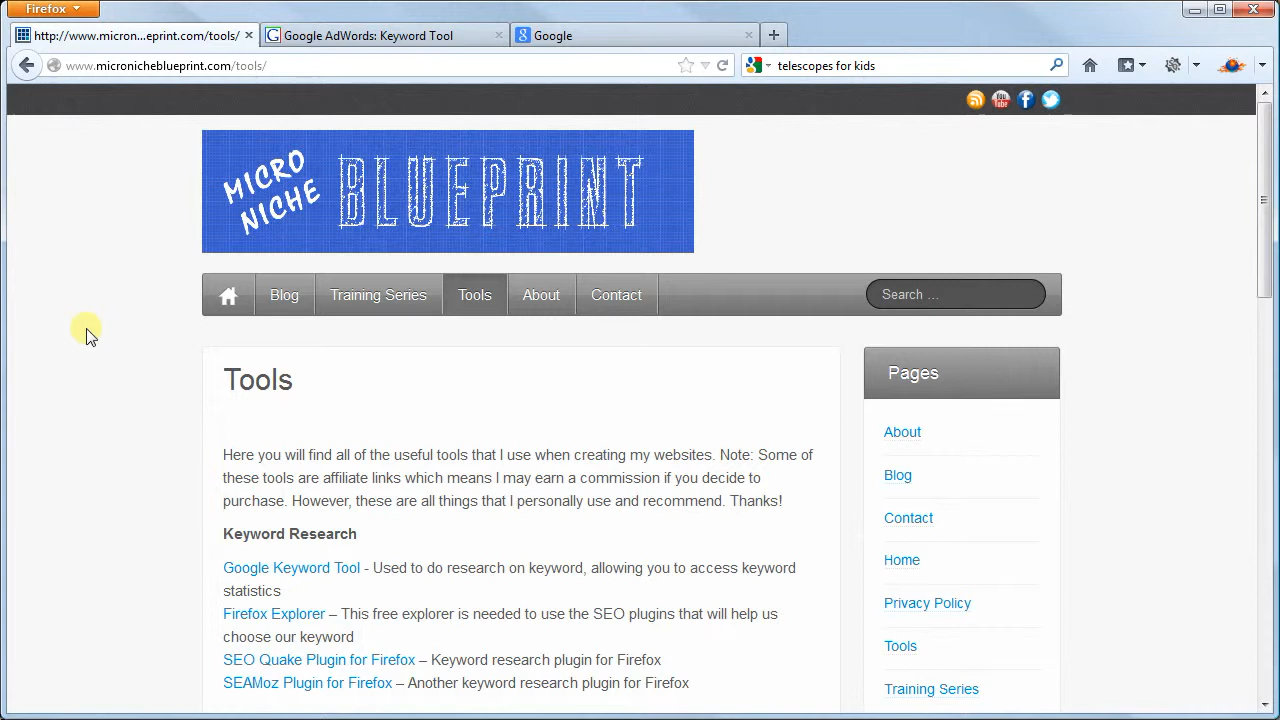 Firefox
http://www.micron...eprint.com/tools/
Google AdWords: Keyword Tool
Google
www.micronicheblueprint.com/tools/
telescopes for kids
MICRO NICHE BLUEPRINT
Blog
Training Series
Tools
About
Contact
Search ...
Tools
Here you will find all of the useful tools that I use when creating my websites. Note: Some of
these tools are affiliate links which means I may earn a commission if you decide to
purchase. However, these are all things that I personally use and recommend. Thanks!
Keyword Research
Google Keyword Tool - Used to do research on keyword, allowing you to access keyword
statistics
Firefox Explorer – This free explorer is needed to use the SEO plugins that will help us
choose our keyword
SEO Quake Plugin for Firefox – Keyword research plugin for Firefox
SEAMoz Plugin for Firefox – Another keyword research plugin for Firefox
Pages
About
Blog
Contact
Home
Privacy Policy
Tools
Training Series